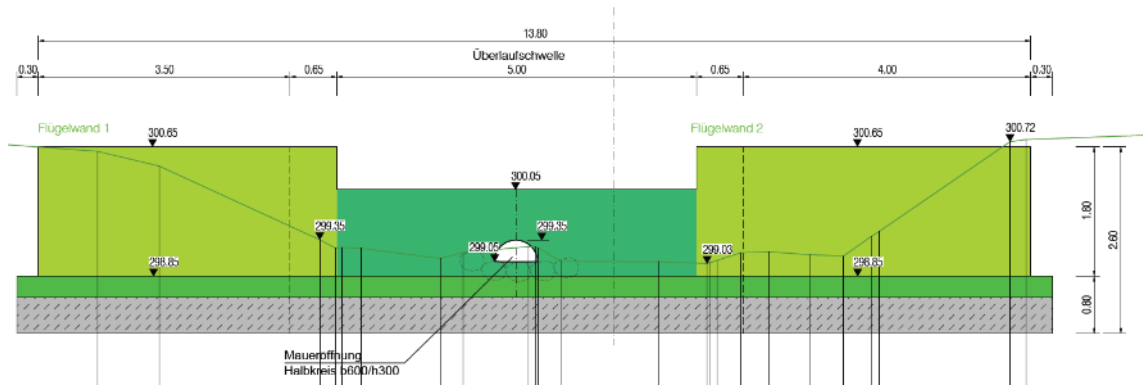 13.80
Überlaufschwelle
0.30 3.50 0.65 5.00 0.65 4.00 0.30
Flügelwand 1
Flügelwand 2
300.65
300.65
300.72
300.05
299.35
299.35
299.05
299.03
298.85
298.85
1.80
2.60
0.80
Maueröffnung
Halbkreis b600/h300